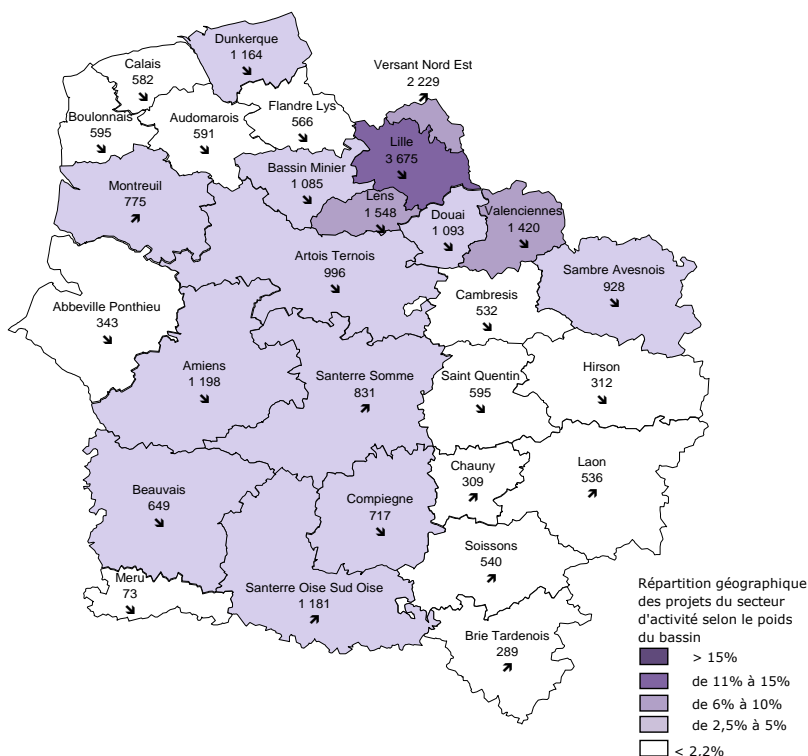 Dunkerque
1 164
Calais
582
Versant Nord Est
2 229
Boulonnais
595
Audomarois
591
Flandre Lys
566
Lille
3 675
Montreuil
775
Bassin Minier
1 085
Lens
1 548
Douai
1 093
Valenciennes
1 420
Artois Ternois
996
Sambre Avesnois
928
Abbeville Ponthieu
343
Cambresis
532
Amiens
1 198
Santerre Somme
831
Saint Quentin
595
Hirson
312
Beauvais
649
Compiegne
717
Chauny
309
Laon
536
Meru
73
Santerre Oise Sud Oise
1 181
Soissons
540
Brie Tardenois
289
Répartition géographique
des projets du secteur
d'activité selon le poids
du bassin
> 15%
de 11% à 15%
de 6% à 10%
de 2,5% à 5%
< 2,2%